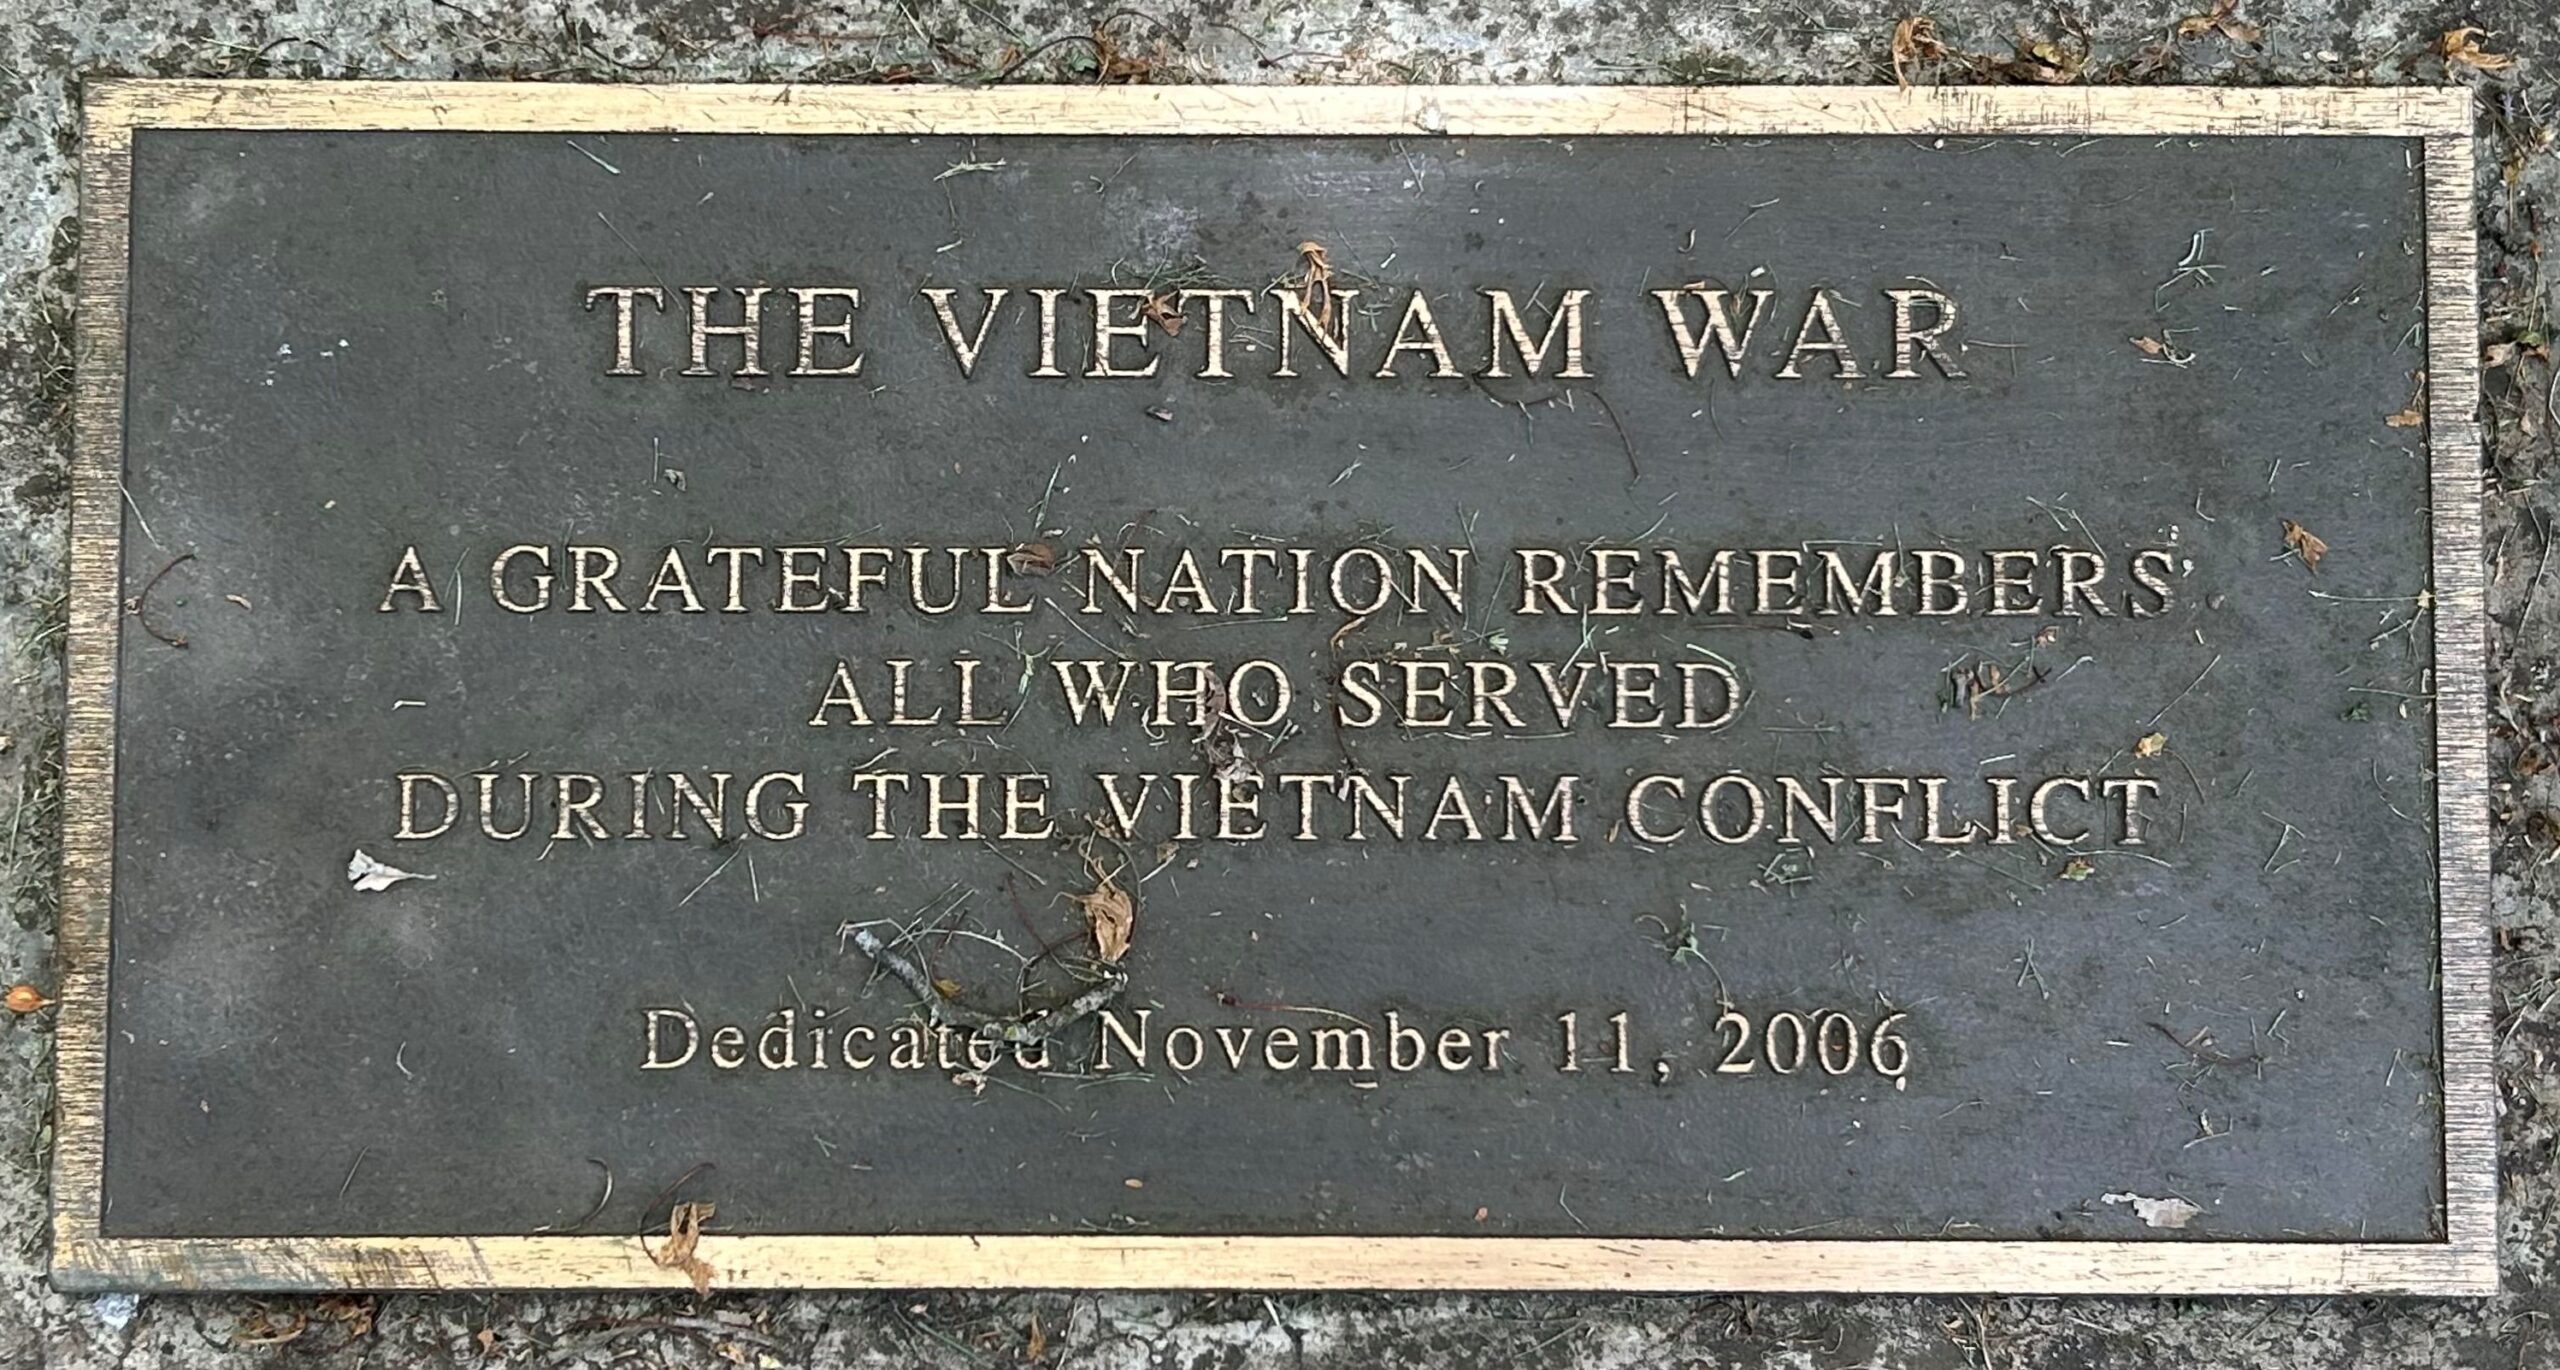 THE VIETNAM WAR
A GRATEFUL NATION REMEMBERS
ALL WHO SERVED
DURING THE VIETNAM CONFLICT
Dedicated November 11, 2006